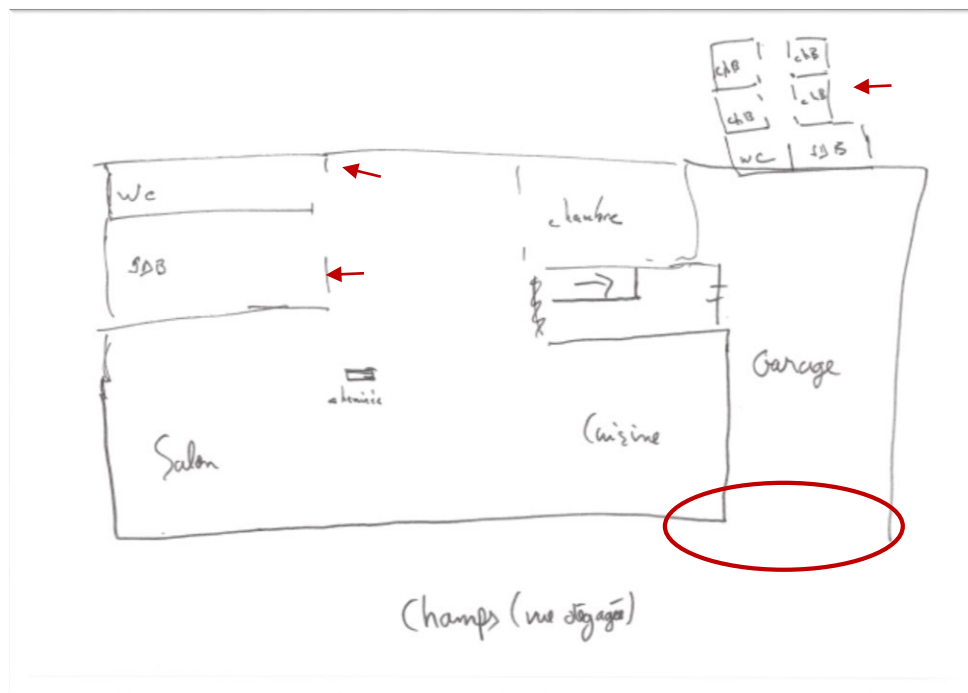 chB chB
chB chB
WC SDB
WC
chambre
SDB
Garage
cheminée
Cuisine
Salon
Champs (vue dégagée)